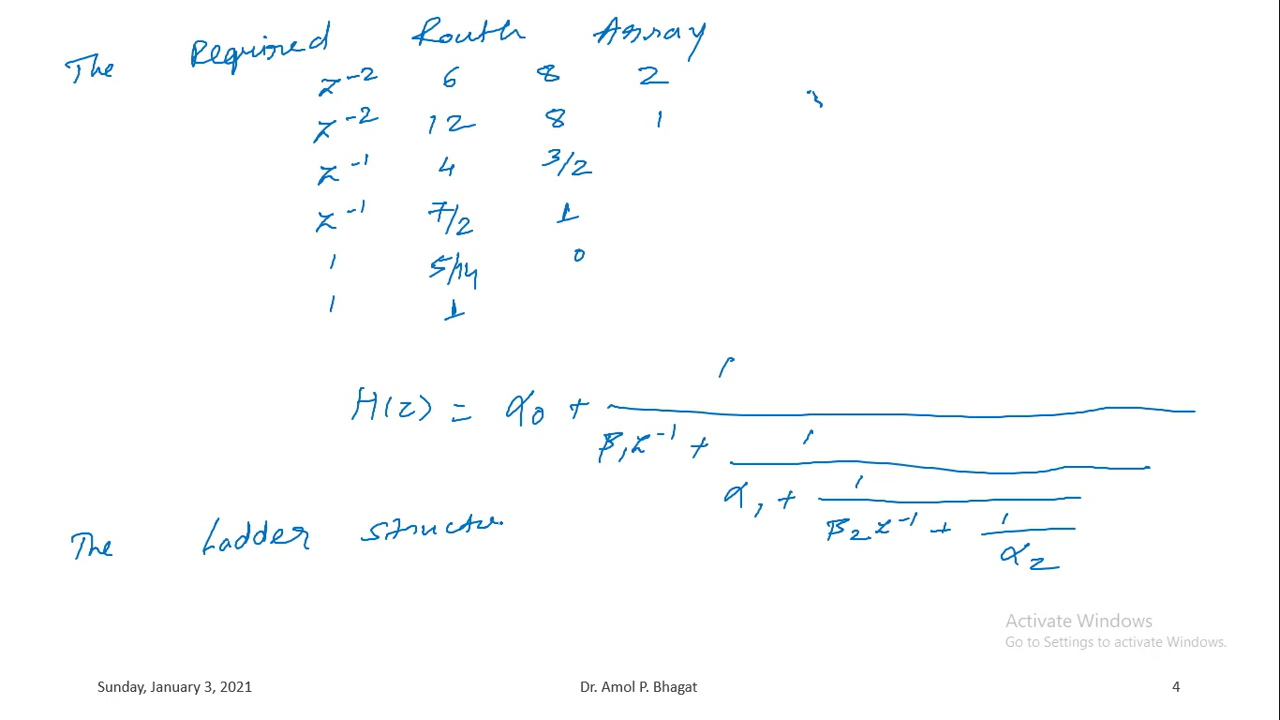 The Required Routh Array
z⁻² 6 8 2
z⁻² 12 8 1
z⁻¹ 4 3/2
z⁻¹ 7/2 1
1 5/14 0
1 1
1
H(z) = α₀ +
β₁z⁻¹ + 1
α₁ + 1
β₂z⁻¹ + 1
α₂
The Ladder structu
Activate Windows
Go to Settings to activate Windows.
Sunday, January 3, 2021 Dr. Amol P. Bhagat 4